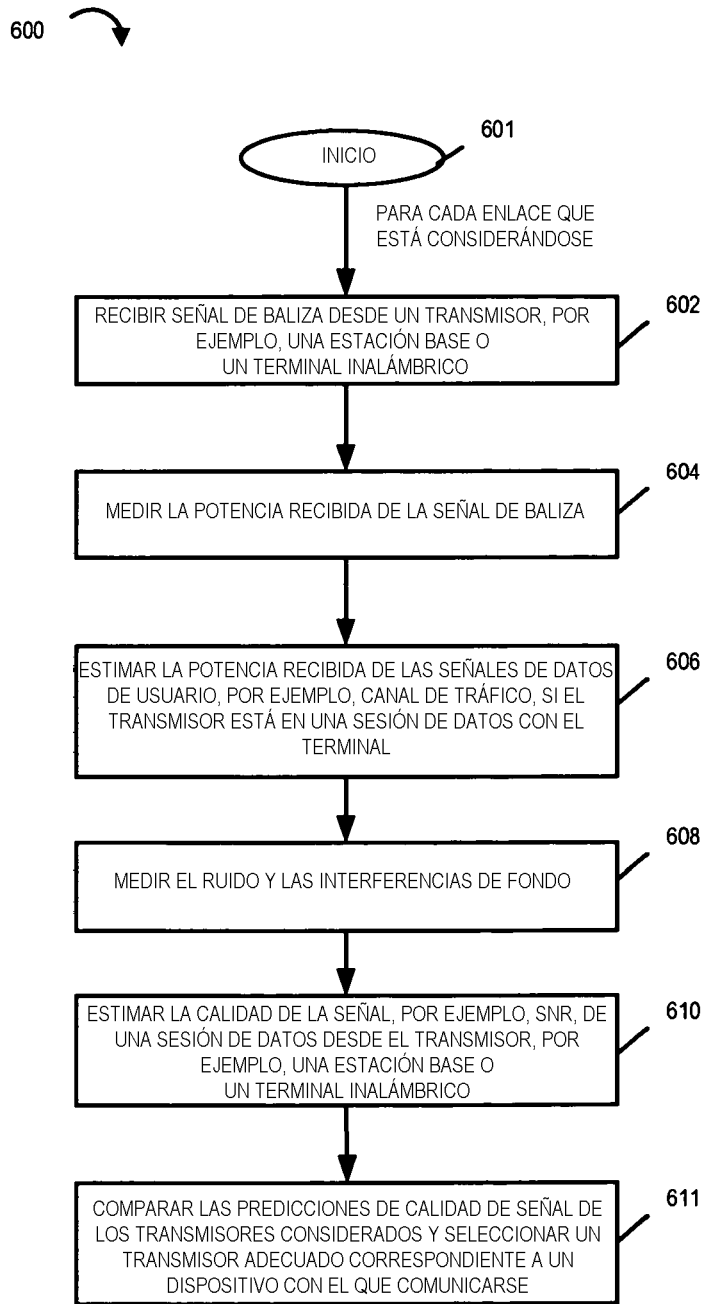 600
601
INICIO
PARA CADA ENLACE QUE
ESTÁ CONSIDERÁNDOSE
602
RECIBIR SEÑAL DE BALIZA DESDE UN TRANSMISOR, POR
EJEMPLO, UNA ESTACIÓN BASE O
UN TERMINAL INALÁMBRICO
604
MEDIR LA POTENCIA RECIBIDA DE LA SEÑAL DE BALIZA
606
ESTIMAR LA POTENCIA RECIBIDA DE LAS SEÑALES DE DATOS
DE USUARIO, POR EJEMPLO, CANAL DE TRÁFICO, SI EL
TRANSMISOR ESTÁ EN UNA SESIÓN DE DATOS CON EL
TERMINAL
608
MEDIR EL RUIDO Y LAS INTERFERENCIAS DE FONDO
610
ESTIMAR LA CALIDAD DE LA SEÑAL, POR EJEMPLO, SNR, DE
UNA SESIÓN DE DATOS DESDE EL TRANSMISOR, POR
EJEMPLO, UNA ESTACIÓN BASE O
UN TERMINAL INALÁMBRICO
611
COMPARAR LAS PREDICCIONES DE CALIDAD DE SEÑAL DE
LOS TRANSMISORES CONSIDERADOS Y SELECCIONAR UN
TRANSMISOR ADECUADO CORRESPONDIENTE A UN
DISPOSITIVO CON EL QUE COMUNICARSE